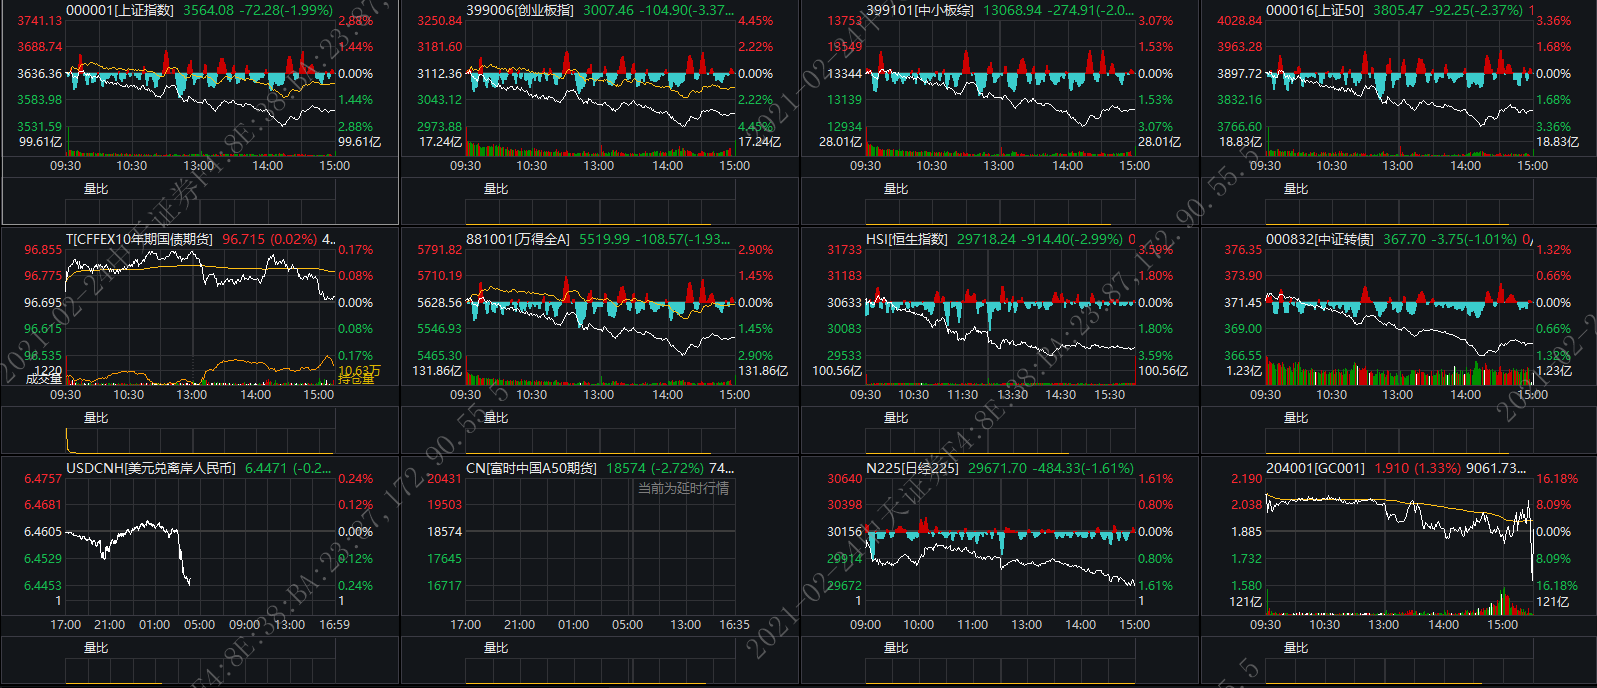 000001[上证指数] 3564.08 -72.28(-1.99%)
3741.13 2.88%
3688.74 1.44%
3636.36 0.00%
3583.98 1.44%
3531.59 2.88%
99.61亿 99.61亿
09:30 10:30 13:00 14:00 15:00
量比
399006[创业板指] 3007.46 -104.90(-3.37...
3250.84 4.45%
3181.60 2.22%
3112.36 0.00%
3043.12 2.22%
2973.88 4.45%
17.24亿 17.24亿
09:30 10:30 13:00 14:00 15:00
量比
399101[中小板综] 13068.94 -274.91(-2.0...
13753 3.07%
13549 1.53%
13344 0.00%
13139 1.53%
12934 3.07%
28.01亿 28.01亿
09:30 10:30 13:00 14:00 15:00
量比
000016[上证50] 3805.47 -92.25(-2.37%) 1
4028.84 3.36%
3963.28 1.68%
3897.72 0.00%
3832.16 1.68%
3766.60 3.36%
18.83亿 18.83亿
09:30 10:30 13:00 14:00 15:00
量比
T[CFFEX10年期国债期货] 96.715 (0.02%) 4..
96.855 0.17%
96.775 0.08%
96.695 0.00%
96.615 0.08%
96.535 0.17%
1220 10.63万
成交量 持仓量
09:30 10:30 13:00 14:00 15:00
量比
881001[万得全A] 5519.99 -108.57(-1.93...
5791.82 2.90%
5710.19 1.45%
5628.56 0.00%
5546.93 1.45%
5465.30 2.90%
131.86亿 131.86亿
09:30 10:30 13:00 14:00 15:00
量比
HSI[恒生指数] 29718.24 -914.40(-2.99%) 0
31733 3.59%
31183 1.80%
30633 0.00%
30083 1.80%
29533 3.59%
100.56亿 100.56亿
09:30 10:30 11:30 13:30 14:30 15:30
量比
000832[中证转债] 367.70 -3.75(-1.01%) 0
376.35 1.32%
373.90 0.66%
371.45 0.00%
369.00 0.66%
366.55 1.32%
1.23亿 1.23亿
09:30 10:30 13:00 14:00 15:00
量比
USDCNH[美元兑离岸人民币] 6.4471 (-0.2...
6.4757 0.24%
6.4681 0.12%
6.4605 0.00%
6.4529 0.12%
6.4453 0.24%
1 1
17:00 21:00 01:00 05:00 09:00 13:00 16:59
量比
CN[富时中国A50期货] 18574 (-2.72%) 74...
当前为延时行情
20431
19503
18574
17645
16717
17:00 21:00 01:00 05:00 13:00 16:35
量比
N225[日经225] 29671.70 -484.33(-1.61%)
30640 1.61%
30398 0.80%
30156 0.00%
29914 0.80%
29672 1.61%
1 1
09:00 10:00 11:00 13:00 14:00 15:00
量比
204001[GC001] 1.910 (1.33%) 9061.73...
2.190 16.18%
2.038 8.09%
1.885 0.00%
1.732 8.09%
1.580 16.18%
121亿 121亿
09:30 10:30 13:00 14:00 15:00
量比